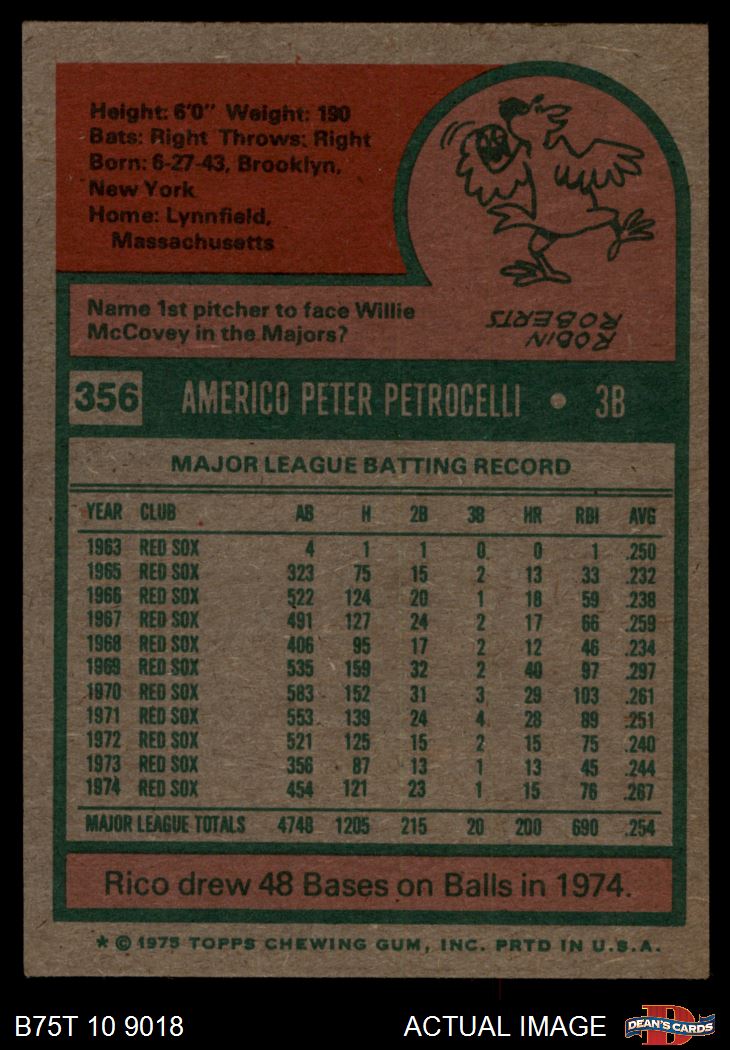 Height: 6'0" Weight: 190
Bats: Right Throws: Right
Born: 6-27-43, Brooklyn,
New York
Home: Lynnfield,
Massachusetts
Name 1st pitcher to face Willie
McCovey in the Majors?
ROBIN
ROBERTS
356 AMERICO PETER PETROCELLI • 3B
MAJOR LEAGUE BATTING RECORD
YEAR CLUB AB H 2B 3B HR RBI AVG
1963 RED SOX 4 1 1 0 0 1 .250
1965 RED SOX 323 75 15 2 13 33 .232
1966 RED SOX 522 124 20 1 18 59 .238
1967 RED SOX 491 127 24 2 17 66 .259
1968 RED SOX 406 95 17 2 12 46 .234
1969 RED SOX 535 159 32 2 40 97 .297
1970 RED SOX 583 152 31 3 29 103 .261
1971 RED SOX 553 139 24 4 28 89 .251
1972 RED SOX 521 125 15 2 15 75 .240
1973 RED SOX 356 87 13 1 13 45 .244
1974 RED SOX 454 121 23 1 15 76 .267
MAJOR LEAGUE TOTALS 4748 1205 215 20 200 690 .254
Rico drew 48 Bases on Balls in 1974.
* © 1975 TOPPS CHEWING GUM, INC. PRTD IN U.S.A.
B75T 10 9018 ACTUAL IMAGE D DEAN'S CARDS